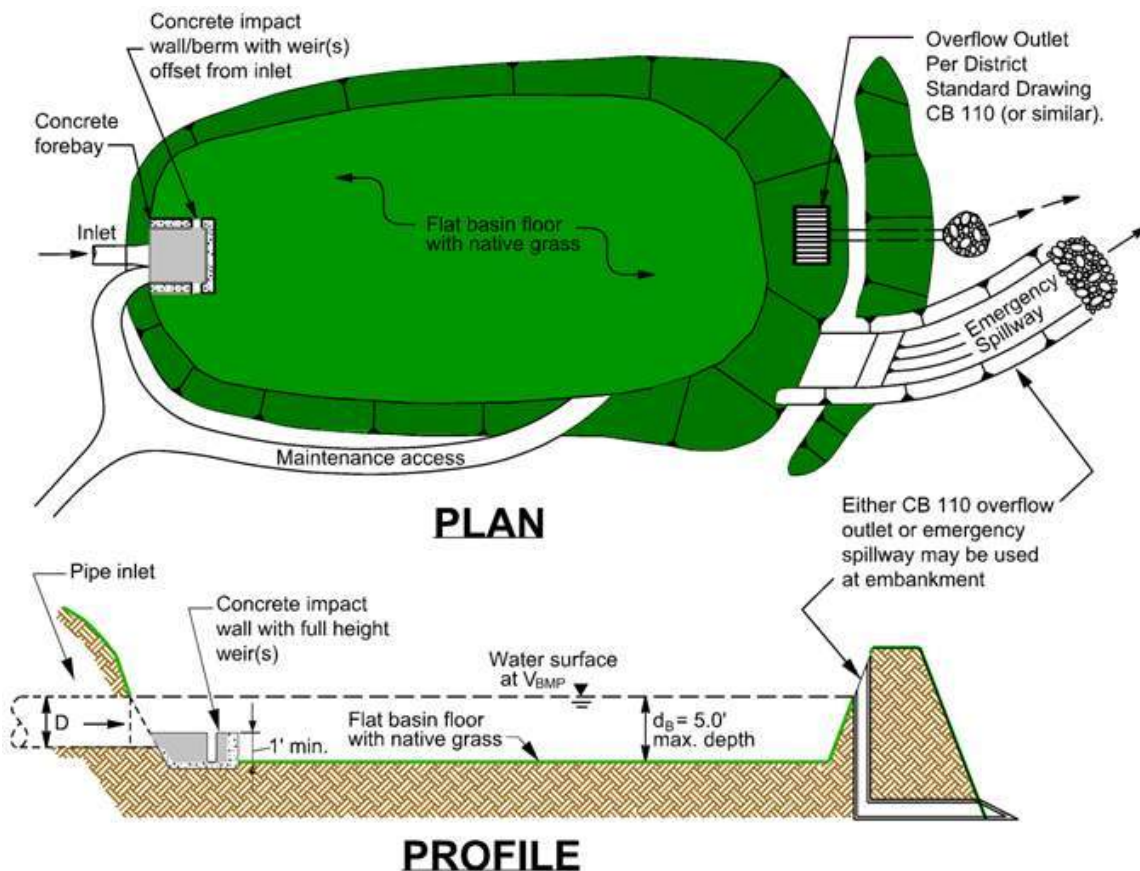 Concrete impact
wall/berm with weir(s)
offset from inlet
Overflow Outlet
Per District
Standard Drawing
CB 110 (or similar).
Concrete
forebay
Inlet
Flat basin floor
with native grass
Emergency
Spillway
Maintenance access
PLAN
Either CB 110 overflow
outlet or emergency
spillway may be used
at embankment
Pipe inlet
Concrete impact
wall with full height
weir(s)
Water surface
at VBMP
D
1' min.
Flat basin floor
with native grass
dB = 5.0'
max. depth
PROFILE